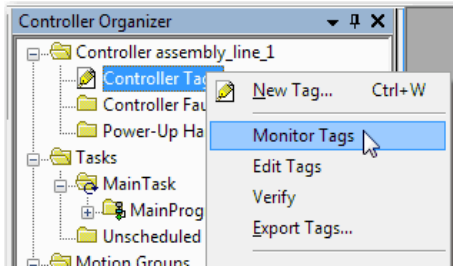 Controller Organizer
Controller assembly_line_1
Controller Tag
New Tag... Ctrl+W
Controller Fau
Power-Up Ha
Monitor Tags
Tasks
Edit Tags
MainTask
Verify
MainProg
Export Tags...
Unscheduled
Motion Groups